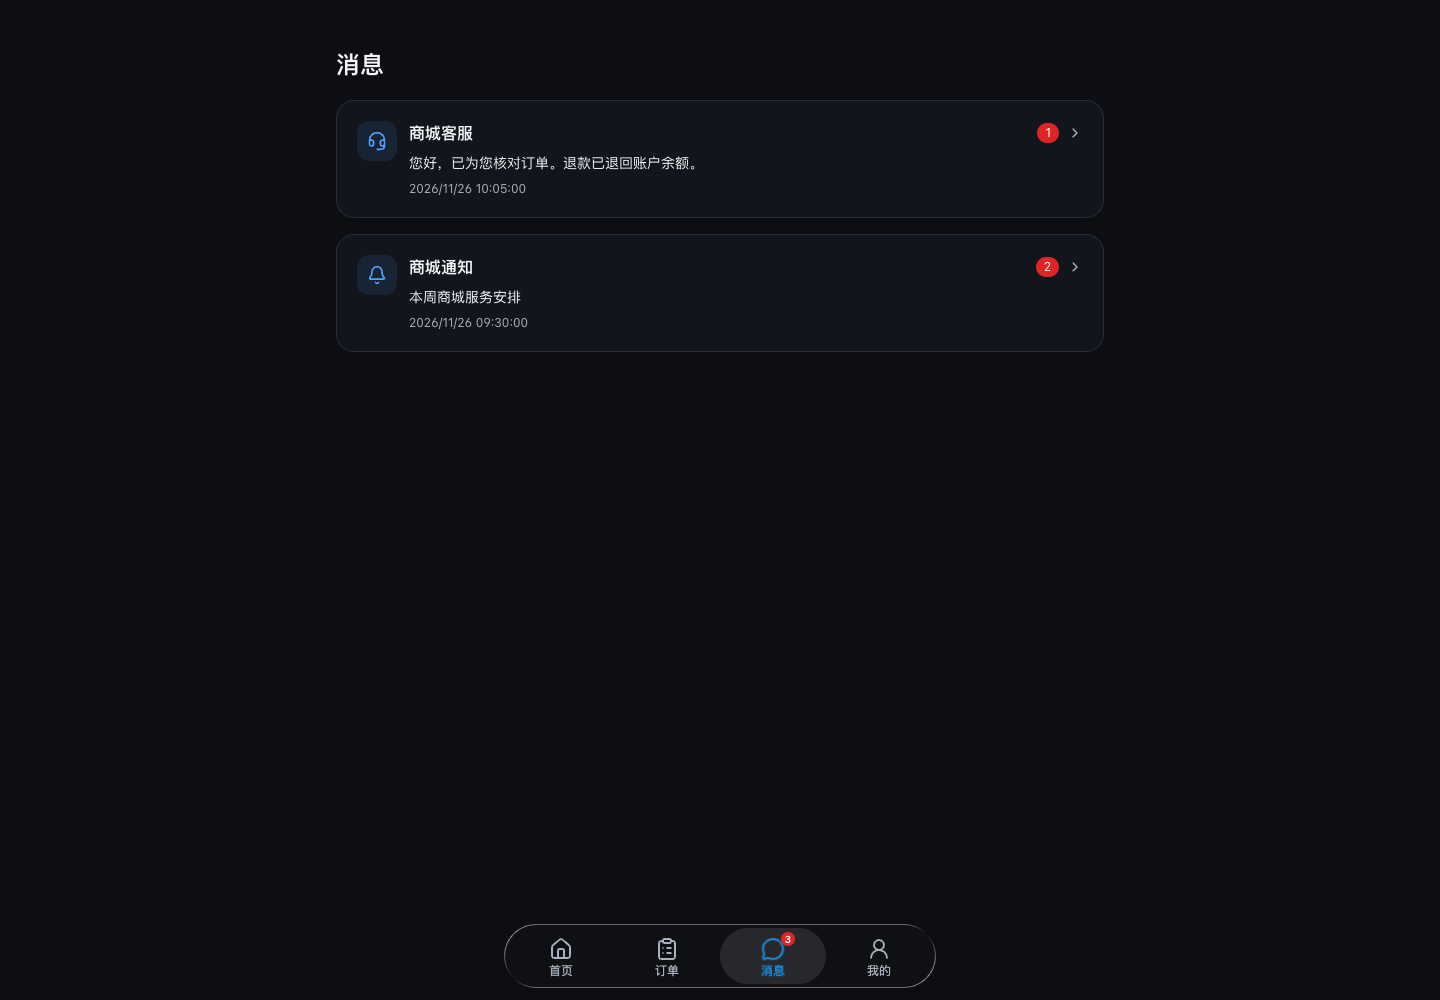 消息
商城客服
1
您好，已为您核对订单。退款已退回账户余额。
2026/11/26 10:05:00
商城通知
2
本周商城服务安排
2026/11/26 09:30:00
3
首页
订单
消息
我的